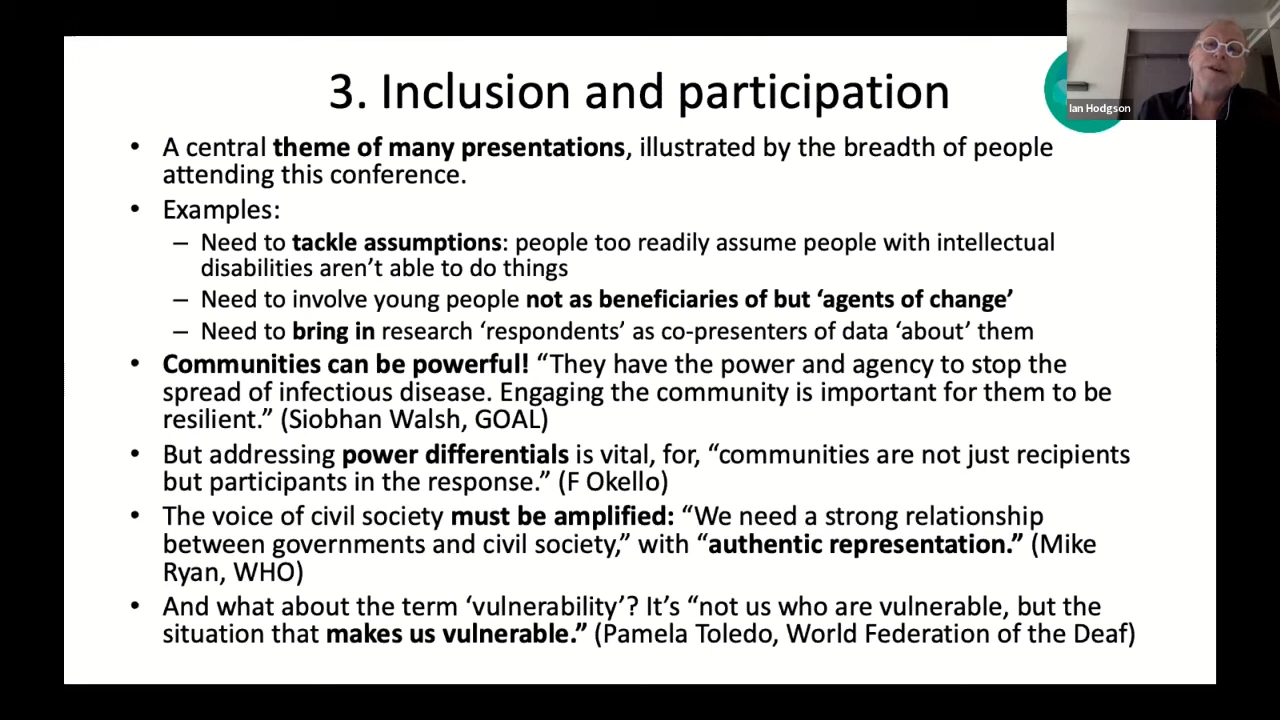 3. Inclusion and participation
Ian Hodgson
• A central theme of many presentations, illustrated by the breadth of people
attending this conference.
• Examples:
– Need to tackle assumptions: people too readily assume people with intellectual
disabilities aren’t able to do things
– Need to involve young people not as beneficiaries of but ‘agents of change’
– Need to bring in research ‘respondents’ as co-presenters of data ‘about’ them
• Communities can be powerful! “They have the power and agency to stop the
spread of infectious disease. Engaging the community is important for them to be
resilient.” (Siobhan Walsh, GOAL)
• But addressing power differentials is vital, for, “communities are not just recipients
but participants in the response.” (F Okello)
• The voice of civil society must be amplified: “We need a strong relationship
between governments and civil society,” with “authentic representation.” (Mike
Ryan, WHO)
• And what about the term ‘vulnerability’? It’s “not us who are vulnerable, but the
situation that makes us vulnerable.” (Pamela Toledo, World Federation of the Deaf)